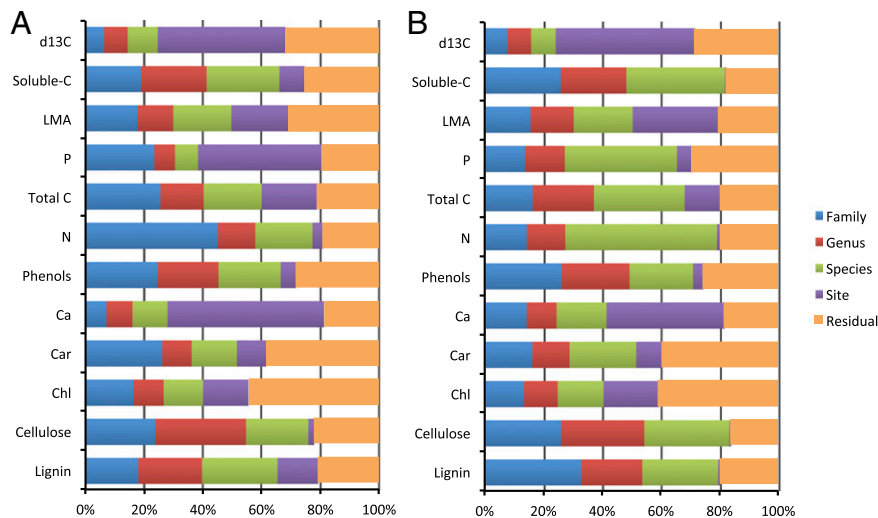 A
d13C
Soluble-C
LMA
P
Total C
N
Phenols
Ca
Car
Chl
Cellulose
Lignin
0% 20% 40% 60% 80% 100%
B
d13C
Soluble-C
LMA
P
Total C
N
Phenols
Ca
Car
Chl
Cellulose
Lignin
0% 20% 40% 60% 80% 100%
Family
Genus
Species
Site
Residual